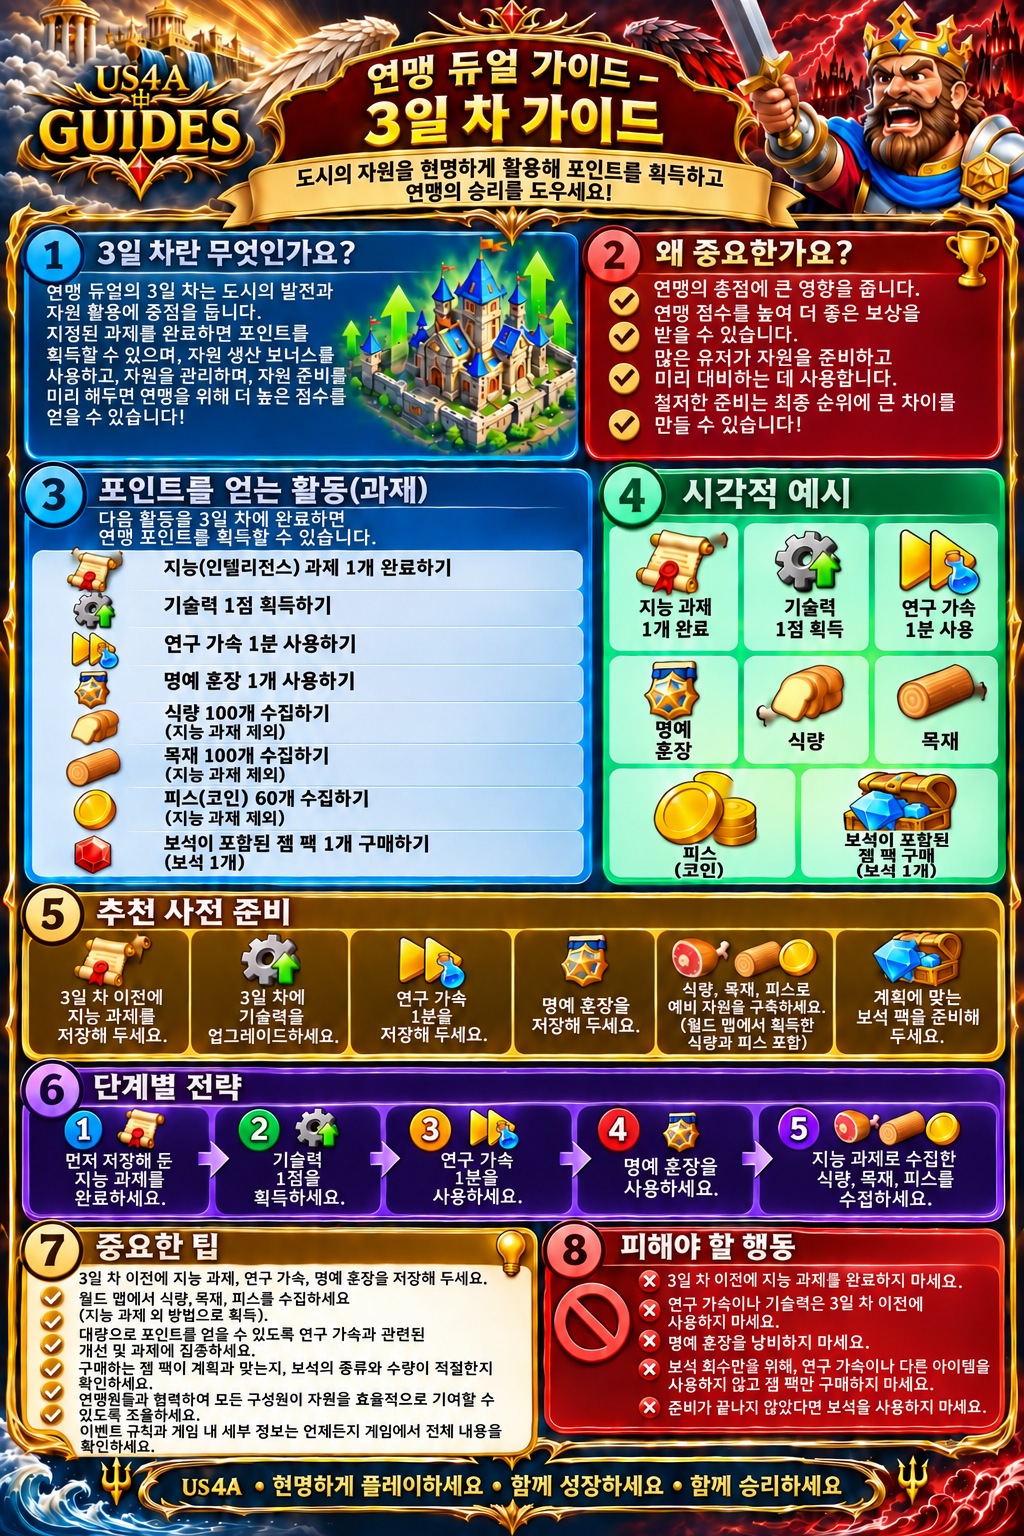 US4A
GUIDES
연맹 듀얼 가이드 –
3일 차 가이드
도시의 자원을 현명하게 활용해 포인트를 획득하고
연맹의 승리를 도우세요!
1 3일 차란 무엇인가요?
연맹 듀얼의 3일 차는 도시의 발전과
자원 활용에 중점을 둡니다.
지정된 과제를 완료하면 포인트를
획득할 수 있으며, 자원 생산 보너스를
사용하고, 자원을 관리하며, 자원 준비를
미리 해두면 연맹을 위해 더 높은 점수를
얻을 수 있습니다!
2 왜 중요한가요?
연맹의 총점에 큰 영향을 줍니다.
연맹 점수를 높여 더 좋은 보상을
받을 수 있습니다.
많은 유저가 자원을 준비하고
미리 대비하는 데 사용합니다.
철저한 준비는 최종 순위에 큰 차이를
만들 수 있습니다!
3 포인트를 얻는 활동(과재)
다음 활등을 3일 차에 완료하면
연맹 포인트를 획득할 수 있습니다.
지능(인텔리전스) 과제 1개 완료하기
기술력 1점 획득하기
연구 가속 1분 사용하기
명예 훈장 1개 사용하기
식량 100개 수집하기
(지능 과재 제외)
목재 100개 수집하기
(지능 과재 제외)
피스(코인) 60개 수집하기
(지능 과재 제외)
보석이 포함된 젬 팩 1개 구매하기
(보석 1개)
4 시각적 예시
지능 과재
1개 완료
기술력
1점 획득
연구 가속
1분 사용
명예
훈장
식량
목재
피스
(코인)
보석이 포함된
젬 팩 구매
(보석 1개)
5 추천 사전 준비
3일 차 이전에
지능 과제를
저장해 두세요.
3일 차에
기술력을
업그레이드하세요.
연구 가속
1분을
저장해 두세요.
명예 훈장을
저장해 두세요.
식량, 목재, 피스로
예비 자원을 구축하세요.
(월드 맵에서 획득한
식량과 피스 포함)
계획에 맞는
보석 팩을 준비해
두세요.
6 단계별 전략
1
먼저 저장해 둔
지능 과제를
완료하세요.
2
기슬력
1점을
획득하세요.
3
연구 가속
1분을
사용하세요.
4
명예 훈장을
사용하세요.
5
지능 과제로 수집한
식량, 목재, 피스를
수접하세요.
7 중요한 팁
3일 차 이전에 지능 과제, 연구 가속, 명예 훈장을 저장해 두세요.
월드 맵에서 식량, 목재, 피스를 수집하세요
(지능 과재 외 방법으로 획득).
대량으로 포인트를 얻을 수 있도록 연구 가속과 관련된
개선 및 과제에 집종하세요.
구매하는 젬 팩이 계획과 맞는지, 보석의 종류와 수량이 적절한지
확인하세요.
연맹원들과 협력하여 모든 구성원이 자원을 효율적으로 기여할 수
있도록 조율하세요.
이벤트 규칙과 게임 내 세부 정보는 언제든지 게임에서 전체 내용을
확인하세요.
8 피해야 할 행동
3일 차 이전에 지능 과제를 완료하지 마세요.
연구 가속이나 기술력은 3일 차 이전에
사용하지 마세요.
명예 훈장을 낭비하지 마세요.
보석 회수만을 위해, 연구 가속이나 다른 아이템을
사용하지 않고 젬 팩만 구매하지 마세요.
준비가 끝나지 않았다면 보석을 사용하지 마세요.
US4A • 현명하게 플레이하세요 • 함께 성장하세요 • 함께 승리하세요